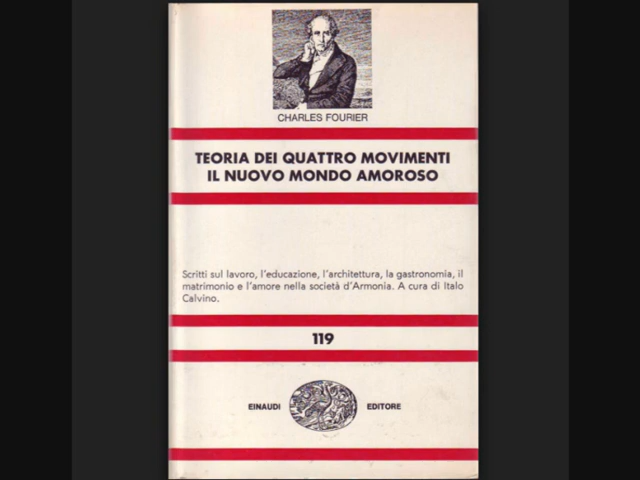 CHARLES FOURIER
TEORIA DEI QUATTRO MOVIMENTI
IL NUOVO MONDO AMOROSO
Scritti sul lavoro, l'educazione, l'architettura, la gastronomia, il
matrimonio e l'amore nella società d'Armonia. A cura di Italo
Calvino.
119
EINAUDI EDITORE